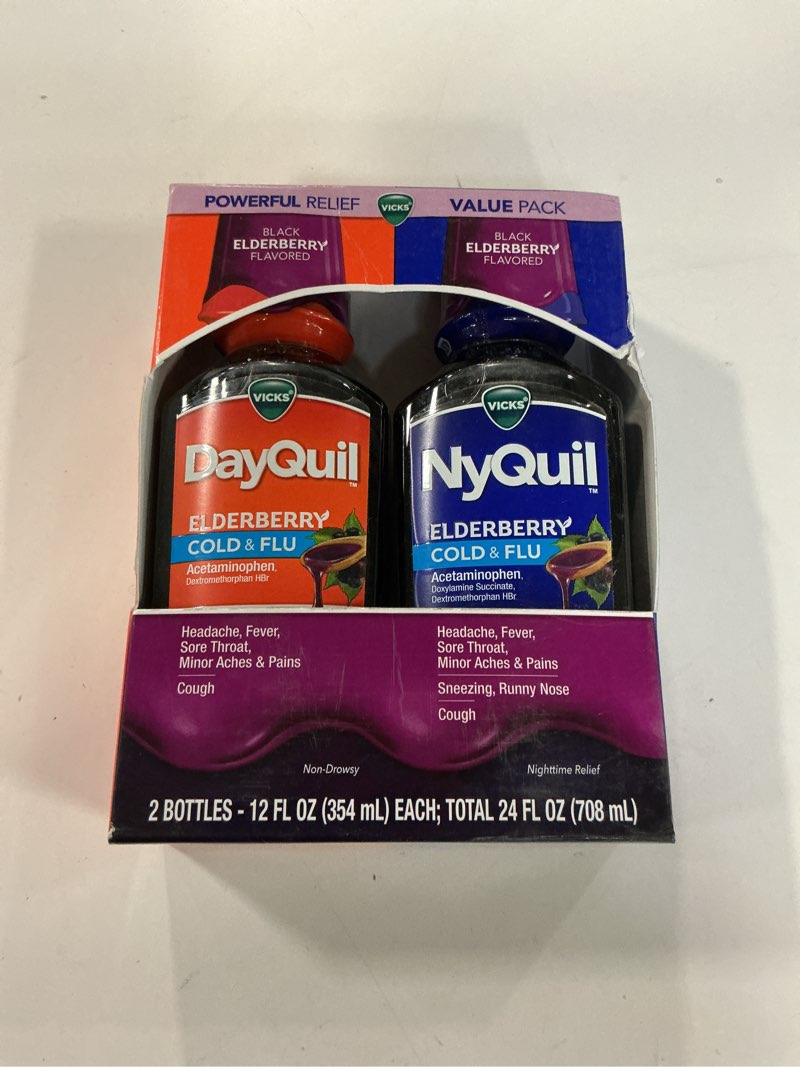 POWERFUL RELIEF
VICKS®
VALUE PACK
BLACK
ELDERBERRY
FLAVORED
BLACK
ELDERBERRY
FLAVORED
VICKS®
DayQuil™
ELDERBERRY
COLD & FLU
Acetaminophen,
Dextromethorphan HBr
VICKS®
NyQuil™
ELDERBERRY
COLD & FLU
Acetaminophen,
Doxylamine Succinate,
Dextromethorphan HBr
Headache, Fever,
Sore Throat,
Minor Aches & Pains
Cough
Non-Drowsy
Headache, Fever,
Sore Throat,
Minor Aches & Pains
Sneezing, Runny Nose
Cough
Nighttime Relief
2 BOTTLES - 12 FL OZ (354 mL) EACH; TOTAL 24 FL OZ (708 mL)